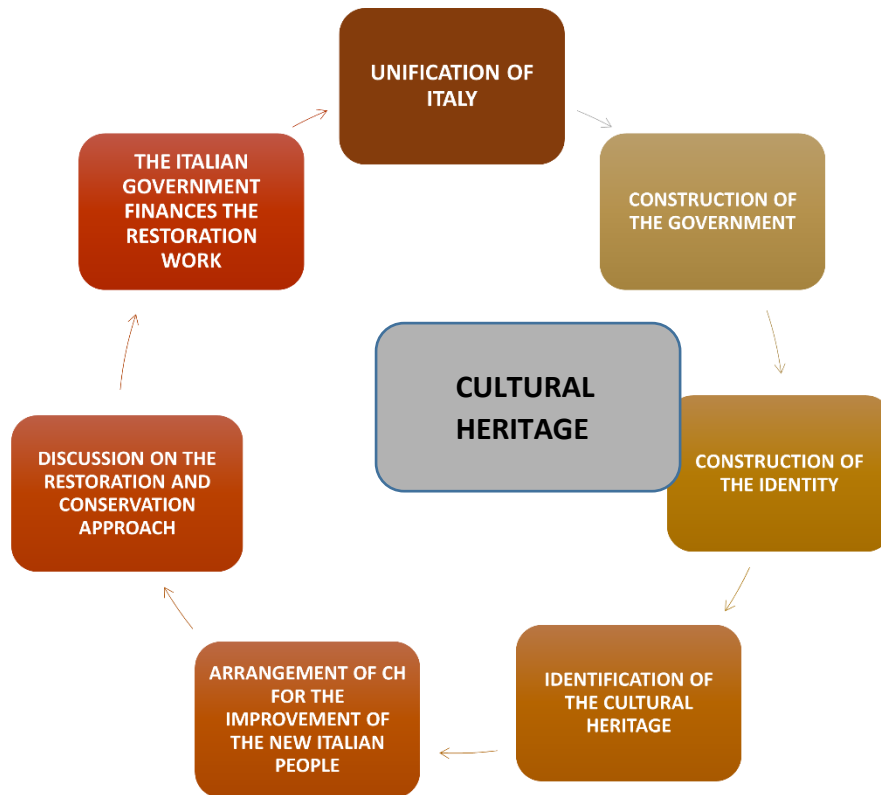 UNIFICATION OF
ITALY
CONSTRUCTION OF
THE GOVERNMENT
CONSTRUCTION OF
THE IDENTITY
IDENTIFICATION OF
THE CULTURAL
HERITAGE
ARRANGEMENT OF CH
FOR THE
IMPROVEMENT OF
THE NEW ITALIAN
PEOPLE
DISCUSSION ON THE
RESTORATION AND
CONSERVATION
APPROACH
THE ITALIAN
GOVERNMENT
FINANCES THE
RESTORATION
WORK
CULTURAL
HERITAGE